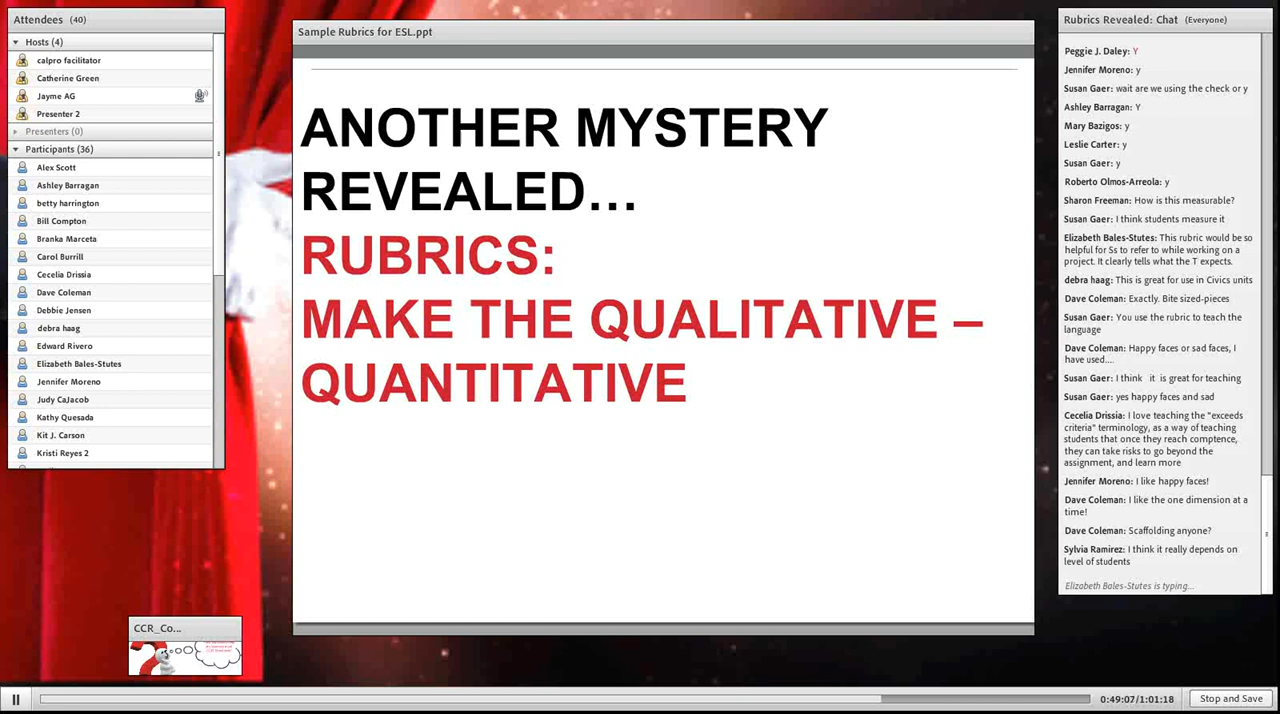 Attendees (40)
Hosts (4)
calpro facilitator
Catherine Green
Jayme AG
Presenter 2
Presenters (0)
Participants (36)
Alex Scott
Ashley Barragan
betty harrington
Bill Compton
Branka Marceta
Carol Burrill
Cecelia Drissia
Dave Coleman
Debbie Jensen
debra haag
Edward Rivero
Elizabeth Bales-Stutes
Jennifer Moreno
Judy CaJacob
Kathy Quesada
Kit J. Carson
Kristi Reyes 2
Sample Rubrics for ESL.ppt
ANOTHER MYSTERY
REVEALED…
RUBRICS:
MAKE THE QUALITATIVE –
QUANTITATIVE
Rubrics Revealed: Chat (Everyone)
Peggie J. Daley: Y
Jennifer Moreno: y
Susan Gaer: wait are we using the check or y
Ashley Barragan: Y
Mary Bazigos: y
Leslie Carter: y
Susan Gaer: y
Roberto Olmos-Arreola: y
Sharon Freeman: How is this measurable?
Susan Gaer: I think students measure it
Elizabeth Bales-Stutes: This rubric would be so
helpful for Ss to refer to while working on a
project. It clearly tells what the T expects.
debra haag: This is great for use in Civics units
Dave Coleman: Exactly. Bite sized-pieces
Susan Gaer: You use the rubric to teach the
language
Dave Coleman: Happy faces or sad faces, I
have used....
Susan Gaer: I think it is great for teaching
Susan Gaer: yes happy faces and sad
Cecelia Drissia: I love teaching the "exceeds
criteria" terminology, as a way of teaching
students that once they reach comptence,
they can take risks to go beyond the
assignment, and learn more
Jennifer Moreno: I like happy faces!
Dave Coleman: I like the one dimension at a
time!
Dave Coleman: Scaffolding anyone?
Sylvia Ramirez: I think it really depends on
level of students
Elizabeth Bales-Stutes is typing...
CCR_Co...
0:49:07/1:01:18
Stop and Save